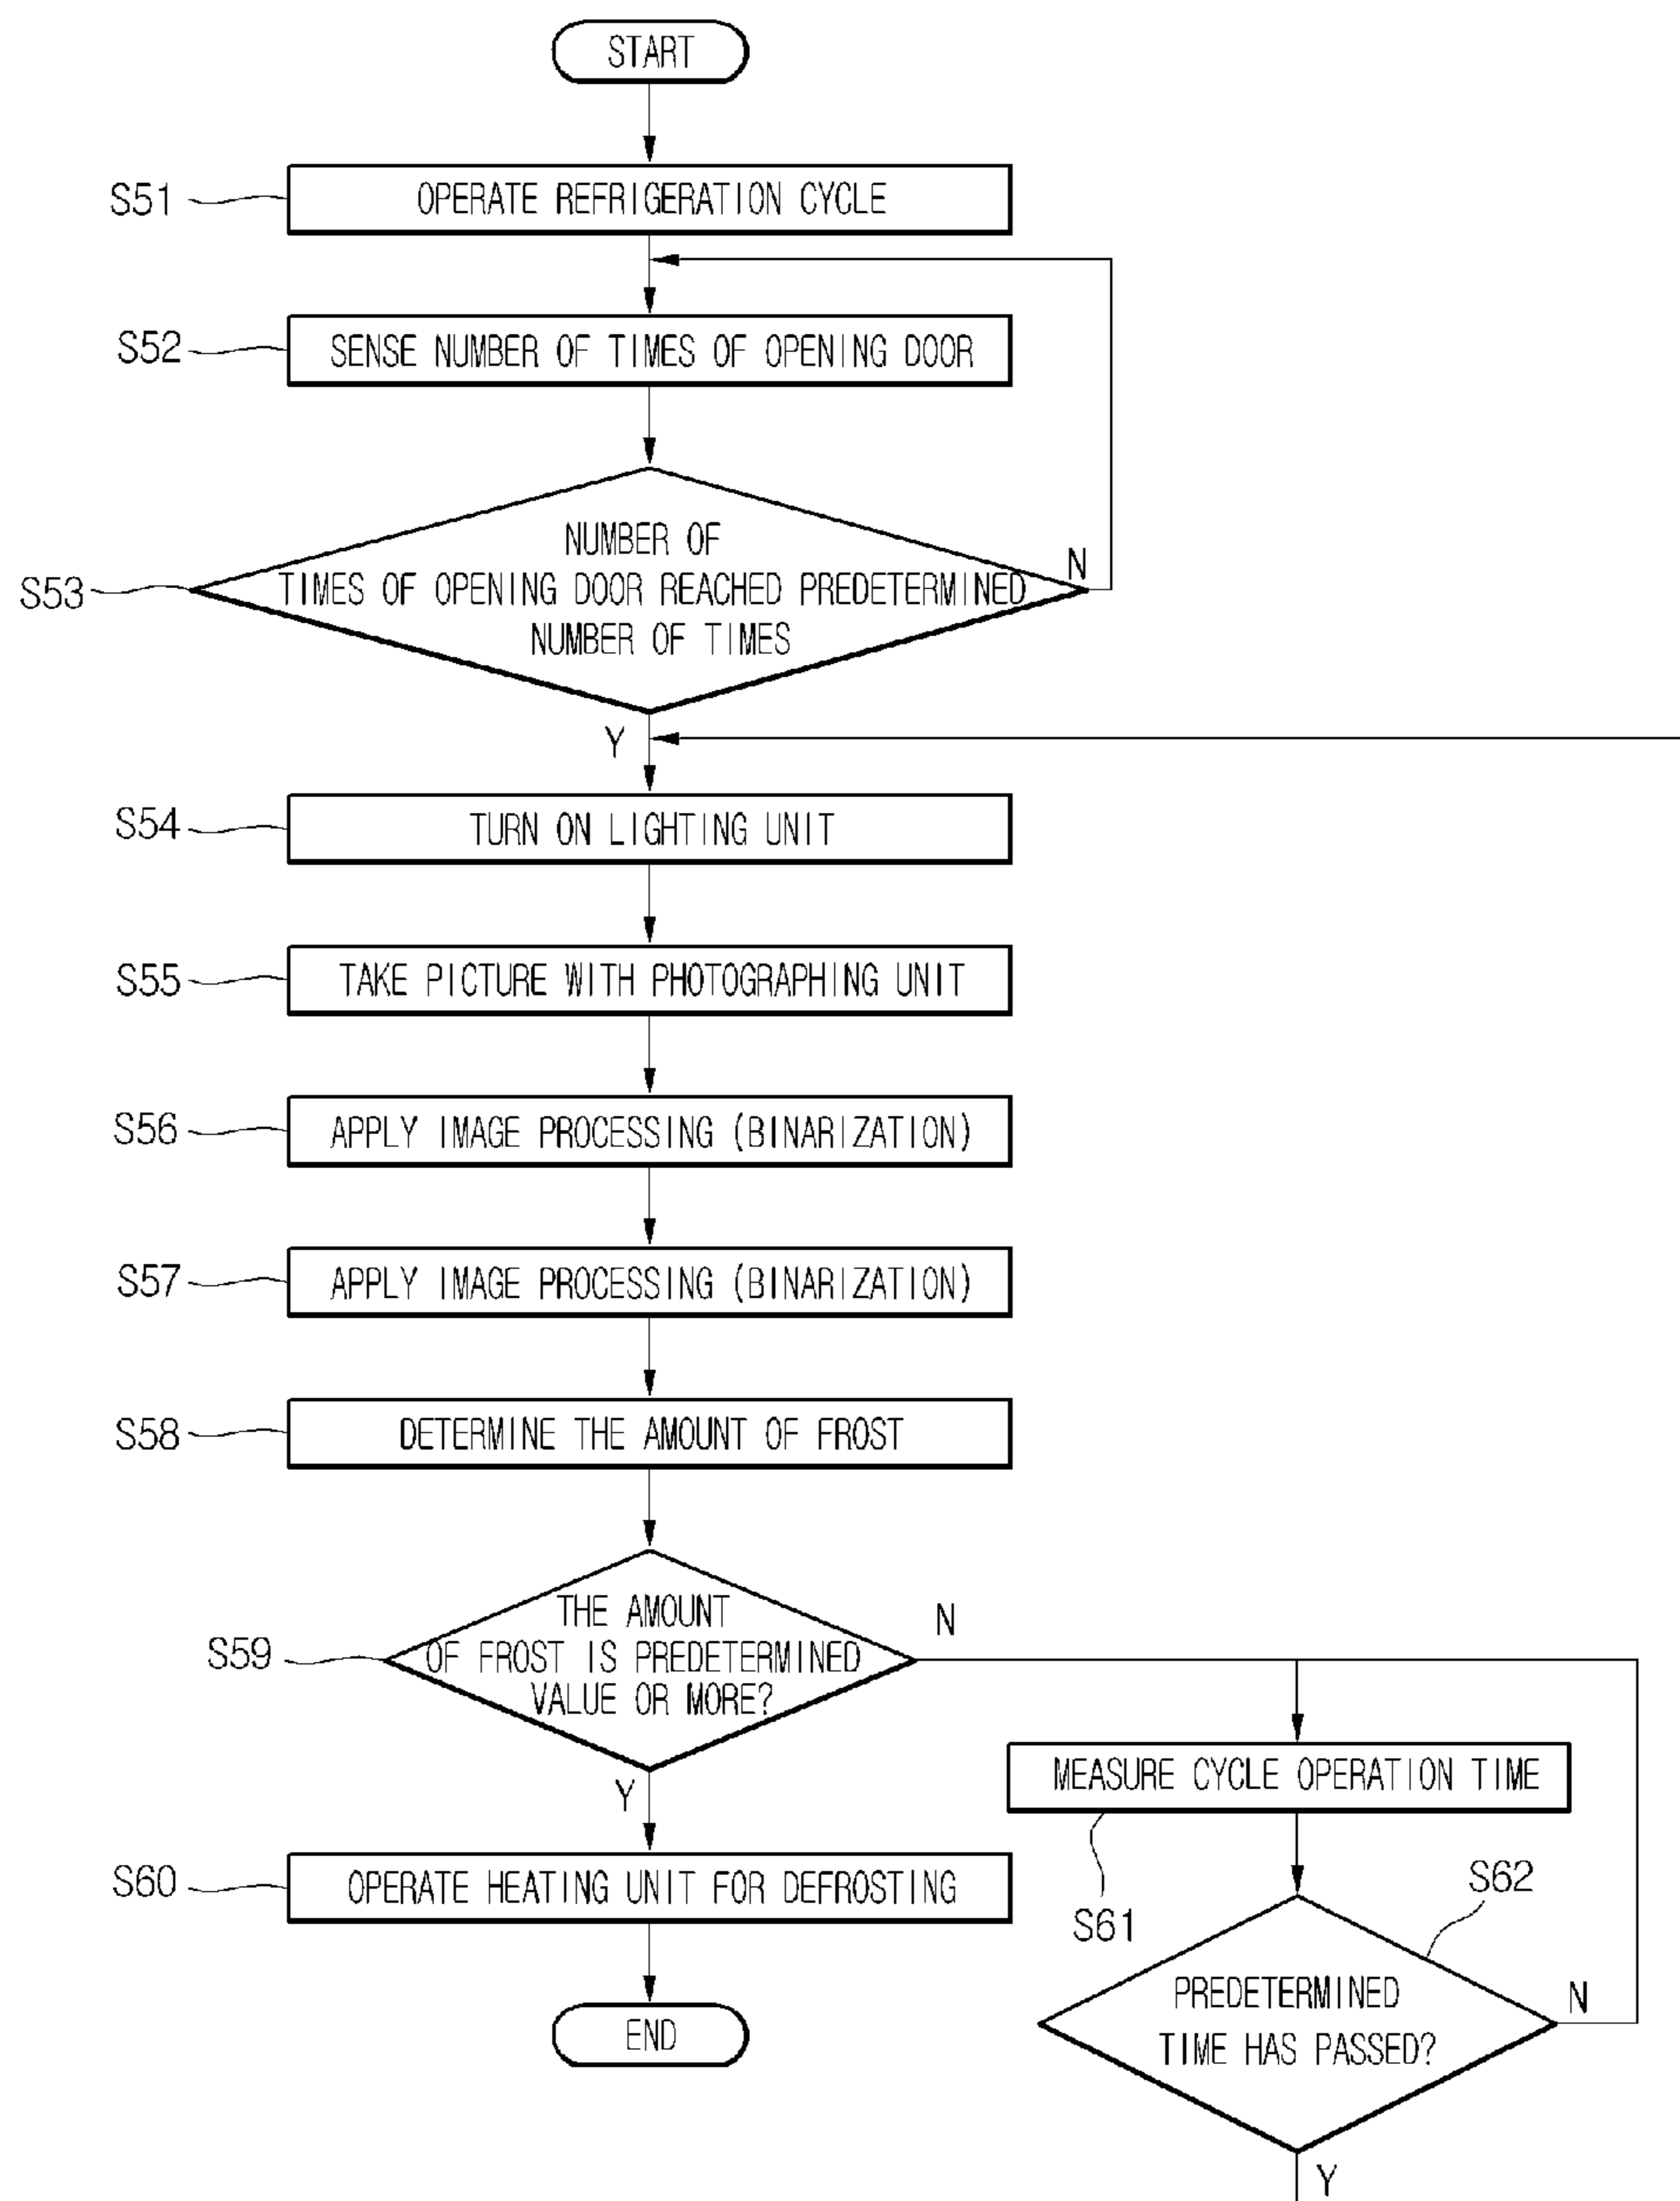 START
S51
OPERATE REFRIGERATION CYCLE
S52
SENSE NUMBER OF TIMES OF OPENING DOOR
S53
NUMBER OF
TIMES OF OPENING DOOR REACHED PREDETERMINED
NUMBER OF TIMES
N
Y
S54
TURN ON LIGHTING UNIT
S55
TAKE PICTURE WITH PHOTOGRAPHING UNIT
S56
APPLY IMAGE PROCESSING (BINARIZATION)
S57
APPLY IMAGE PROCESSING (BINARIZATION)
S58
DETERMINE THE AMOUNT OF FROST
S59
THE AMOUNT
OF FROST IS PREDETERMINED
VALUE OR MORE?
N
Y
S60
OPERATE HEATING UNIT FOR DEFROSTING
END
MEASURE CYCLE OPERATION TIME
S61
S62
PREDETERMINED
TIME HAS PASSED?
N
Y